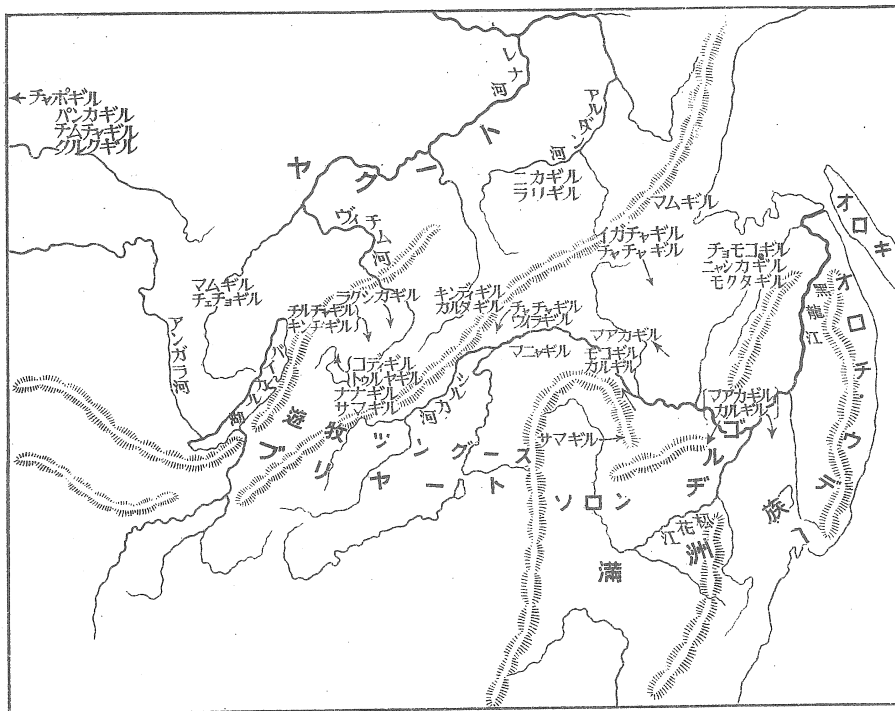 ←チャポギル
パンカギル
チムチャギル
クルクギル
レナ河
アルダン河
ヤクート
ニカギル
ラリギル
マムギル
オロキ
ヴィチム河
イガチャギル
チャチャギル
チョモコギル
ニャシカギル
モクタギル
マムギル
チェチョギル
ラクシカギル
チルチャギル
キンヂギル
キンディギル
カルダギル
チャチャギル
ヴィラギル
黑龍江
オロチ・ウデヘ
アンガラ河
バイカル湖
マアカギル
マニャギル
モコギル
カルギル
コディギル
トゥルヤギル
ナナギル
サマギル
シルカ河
マアカギル
カルギル
遊牧ツングース
サマギル
ブリヤート
ゴルヂ
ソロン
松花江
満洲族